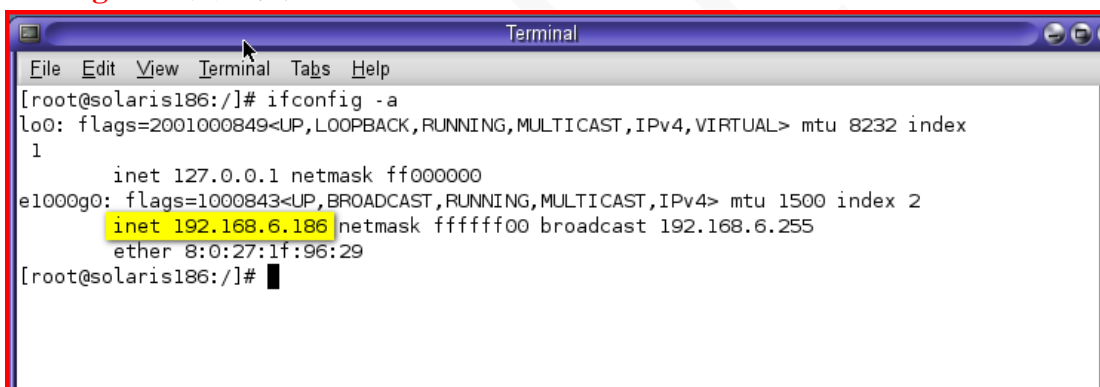 Terminal
File Edit View Terminal Tabs Help
[root@solaris186:/]# ifconfig -a
lo0: flags=2001000849<UP,LOOPBACK,RUNNING,MULTICAST,IPv4,VIRTUAL> mtu 8232 index
1
inet 127.0.0.1 netmask ff000000
e1000g0: flags=1000843<UP,BROADCAST,RUNNING,MULTICAST,IPv4> mtu 1500 index 2
inet 192.168.6.186 netmask ffffff00 broadcast 192.168.6.255
ether 8:0:27:1f:96:29
[root@solaris186:/]#